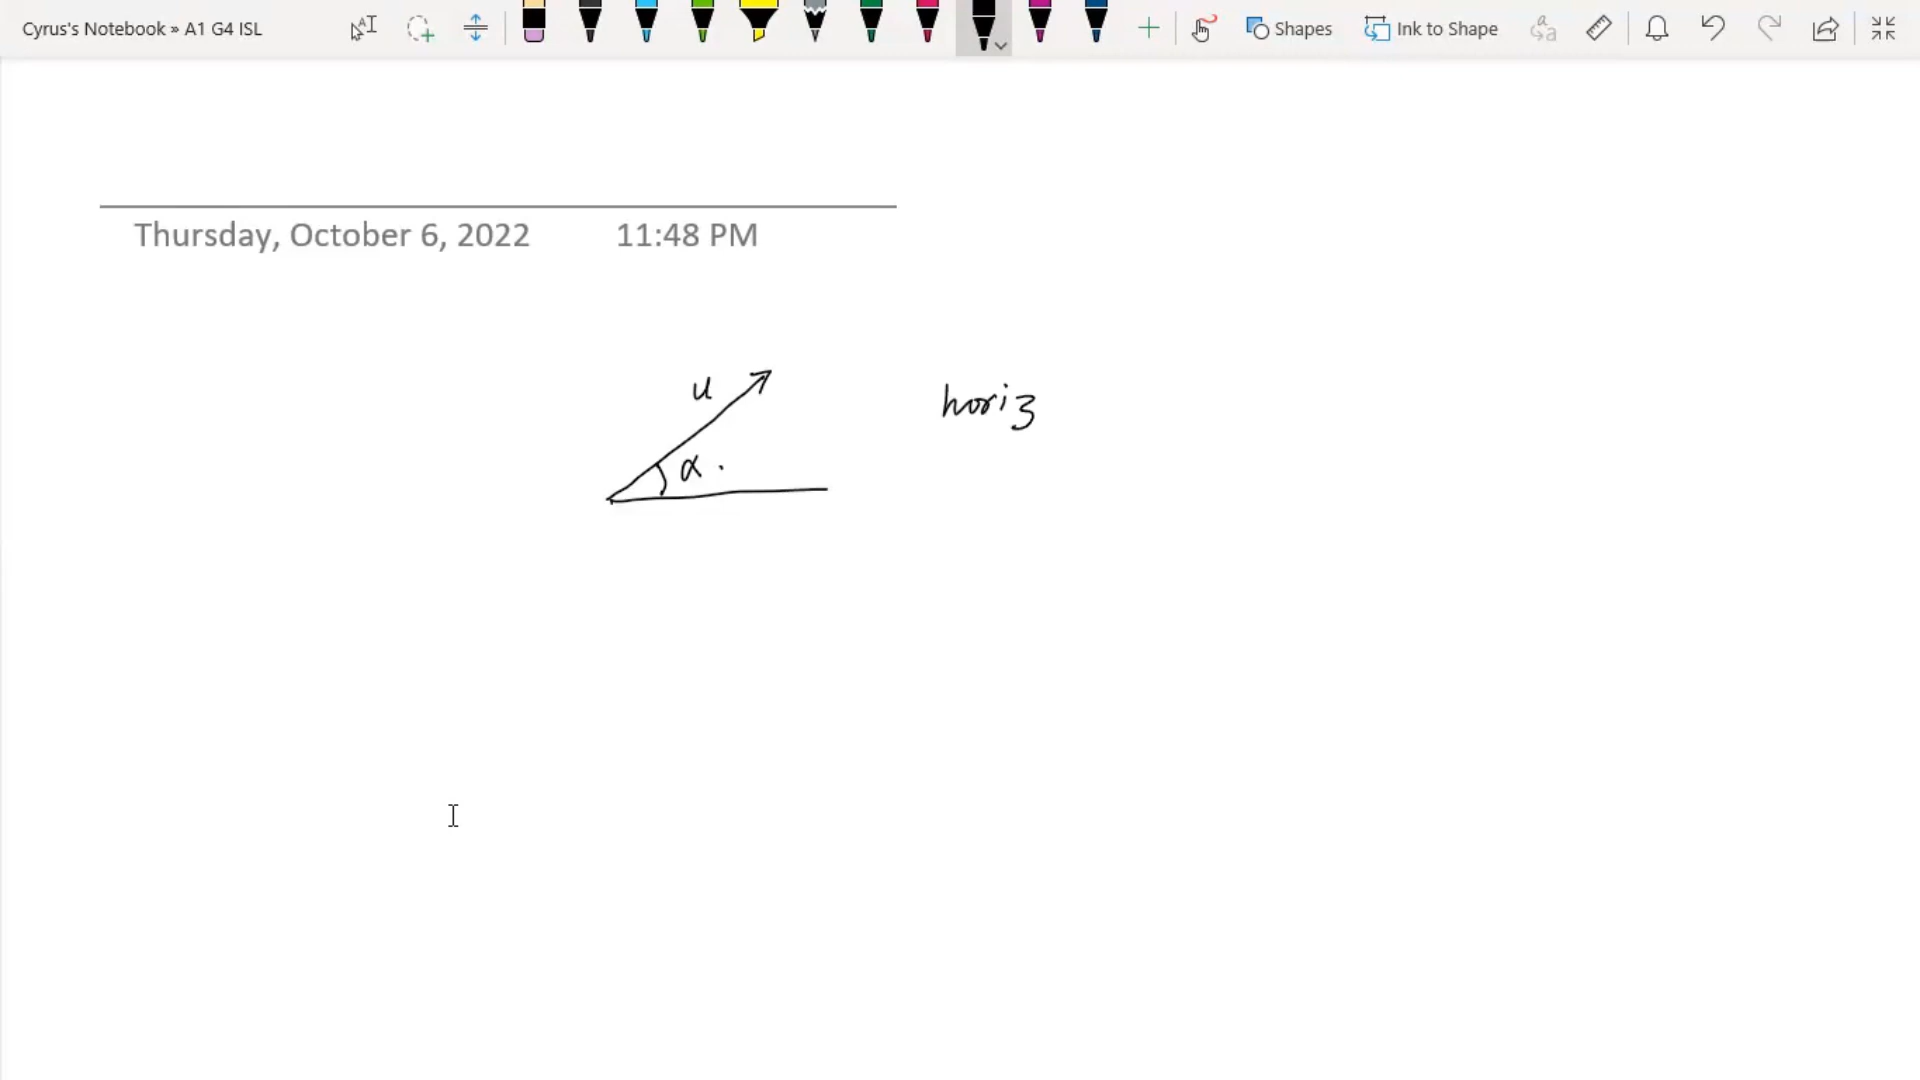 Cyrus's Notebook » A1 G4 ISL
Shapes
Ink to Shape
Thursday, October 6, 2022 11:48 PM
u
horiz
α .